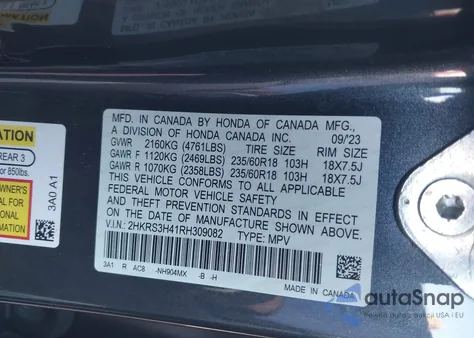 MFD. IN CANADA BY HONDA OF CANADA MFG.,
A DIVISION OF HONDA CANADA INC. 09/'23
GVWR 2160KG (4761LBS) TIRE SIZE RIM SIZE
GAWR F 1120KG (2469LBS) 235/60R18 103H 18X7.5J
GAWR R 1070KG (2358LBS) 235/60R18 103H 18X7.5J
THIS VEHICLE CONFORMS TO ALL APPLICABLE
FEDERAL MOTOR VEHICLE SAFETY
AND THEFT PREVENTION STANDARDS IN EFFECT
ON THE DATE OF MANUFACTURE SHOWN ABOVE.
V.I.N.: 2HKRS3H41RH309082 TYPE: MPV
3A1 R AC8 -NH904MX -B -H
MADE IN CANADA
3A0 A1
ATION
REAR 3
or 850lbs.
WNER'S
AL for
ional
mation
autoSnap